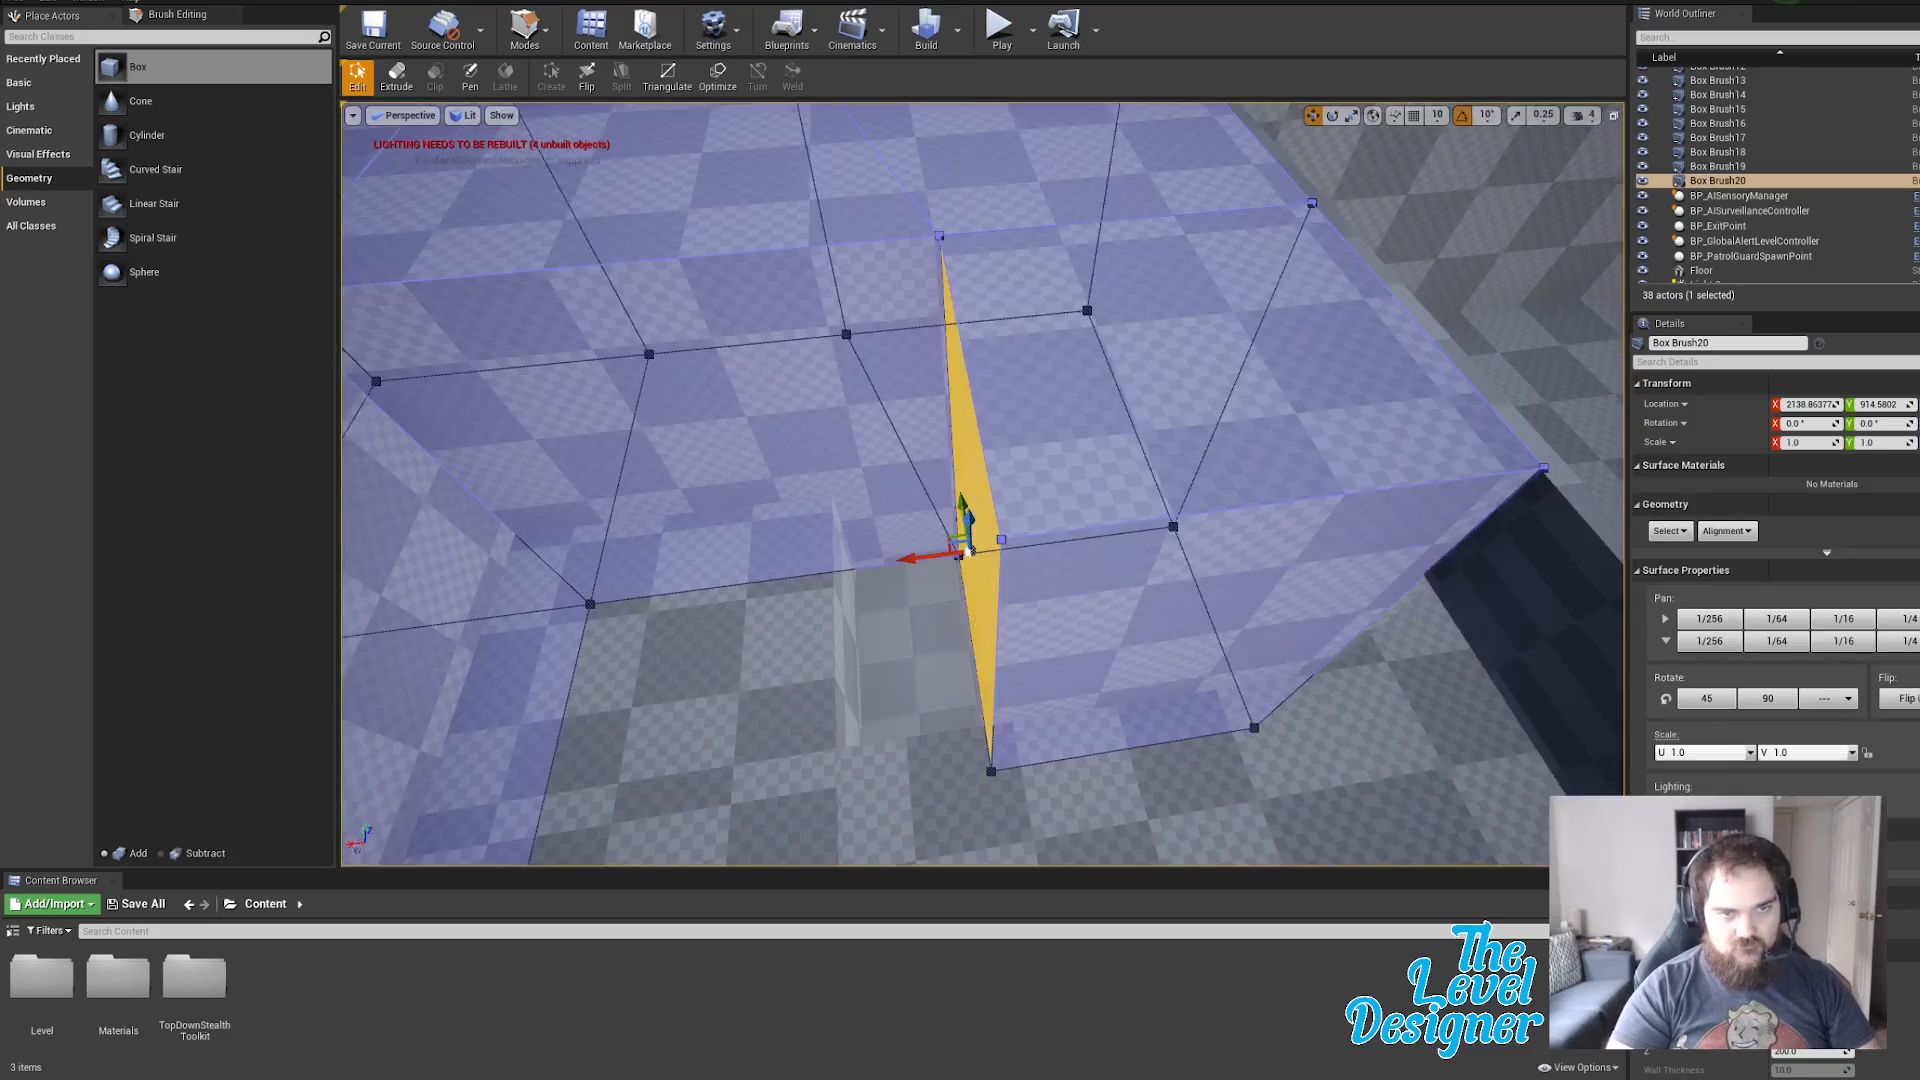 Place Actors
Brush Editing
Search Classes
Recently Placed
Basic
Lights
Cinematic
Visual Effects
Geometry
Volumes
All Classes
Box
Cone
Cylinder
Curved Stair
Linear Stair
Spiral Stair
Sphere
Add
Subtract
Save Current
Source Control
Modes
Content
Marketplace
Settings
Blueprints
Cinematics
Build
Play
Launch
Edit
Extrude
Clip
Pen
Lathe
Create
Flip
Split
Triangulate
Optimize
Turn
Weld
Perspective
Lit
Show
10
10°
0.25
4
LIGHTING NEEDS TO BE REBUILT (4 unbuilt objects)
World Outliner
Search...
Label
Box Brush13
Box Brush14
Box Brush15
Box Brush16
Box Brush17
Box Brush18
Box Brush19
Box Brush20
BP_AISensoryManager
BP_AISurveillanceController
BP_ExitPoint
BP_GlobalAlertLevelController
BP_PatrolGuardSpawnPoint
Floor
38 actors (1 selected)
Details
Box Brush20
Search Details
Transform
Location X 2138.86377 Y 914.5802
Rotation X 0.0° Y 0.0°
Scale X 1.0 Y 1.0
Surface Materials
No Materials
Geometry
Select Alignment
Surface Properties
Pan:
1/256 1/64 1/16 1/4
1/256 1/64 1/16 1/4
Rotate: Flip:
45 90 ---
Scale:
U 1.0 V 1.0
Lighting:
Content Browser
Add/Import Save All Content
Filters Search Content
Level
Materials
TopDownStealth
Toolkit
3 items
View Options
The
Level
Designer
200.0
Wall Thickness 10.0